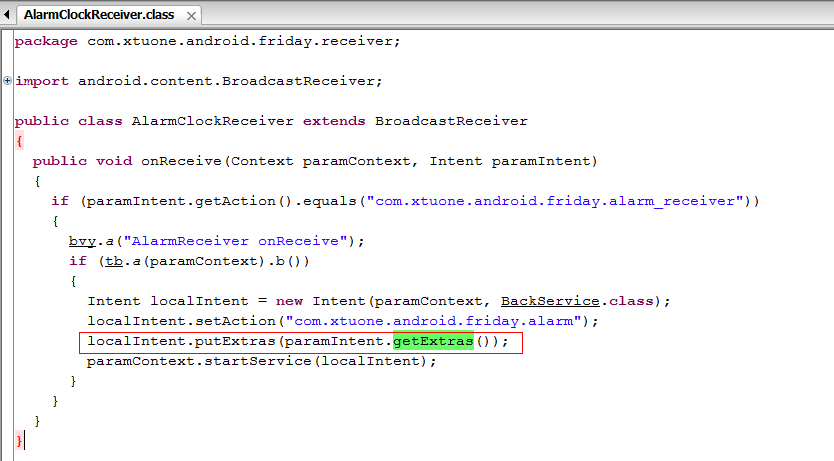 AlarmClockReceiver.class
package com.xtuone.android.friday.receiver;
import android.content.BroadcastReceiver;
public class AlarmClockReceiver extends BroadcastReceiver
{
public void onReceive(Context paramContext, Intent paramIntent)
{
if (paramIntent.getAction().equals("com.xtuone.android.friday.alarm_receiver"))
{
bvy.a("AlarmReceiver onReceive");
if (tb.a(paramContext).b())
{
Intent localIntent = new Intent(paramContext, BackService.class);
localIntent.setAction("com.xtuone.android.friday.alarm");
localIntent.putExtras(paramIntent.getExtras());
paramContext.startService(localIntent);
}
}
}
}